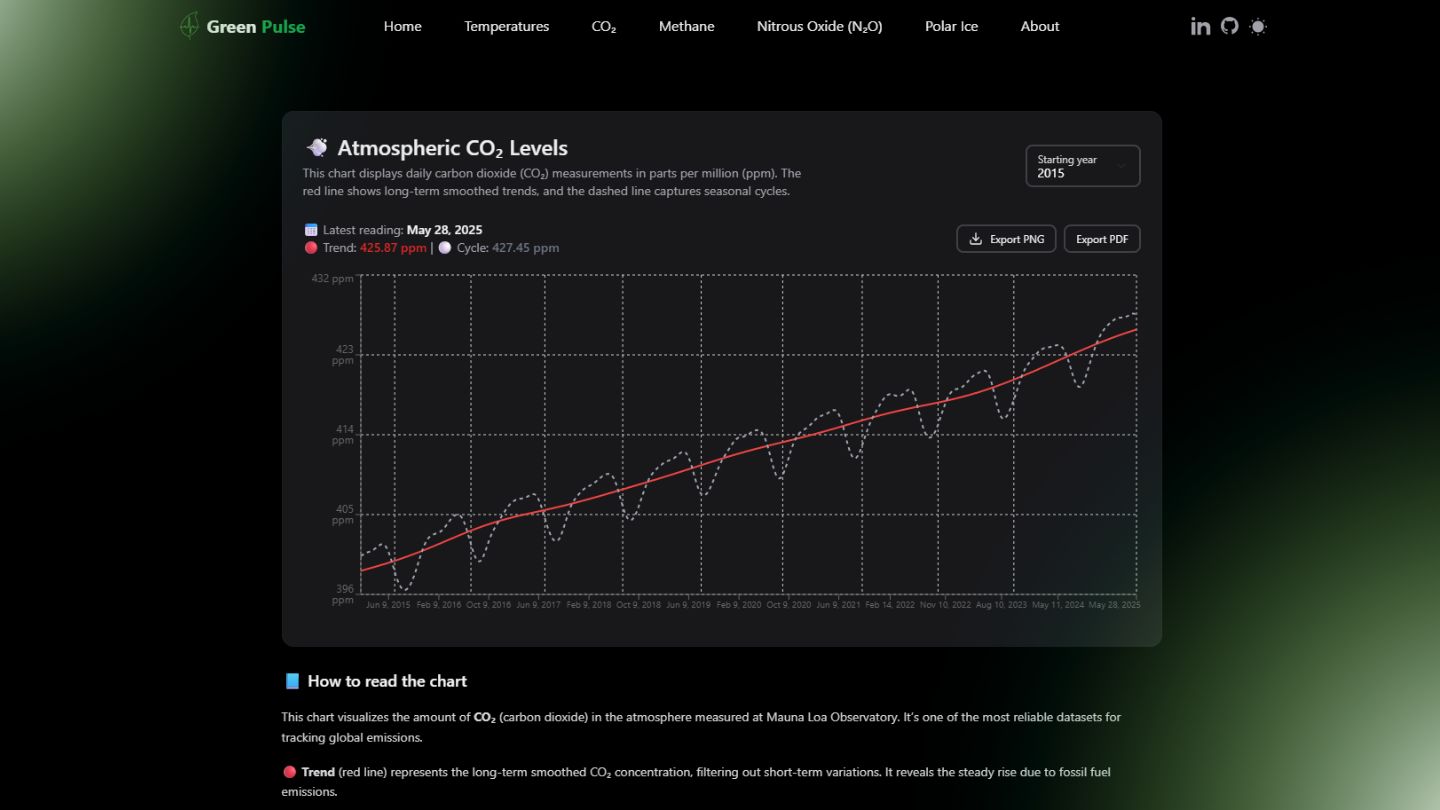 Green Pulse
Home Temperatures CO₂ Methane Nitrous Oxide (N₂O) Polar Ice About
Atmospheric CO₂ Levels
This chart displays daily carbon dioxide (CO₂) measurements in parts per million (ppm). The
red line shows long-term smoothed trends, and the dashed line captures seasonal cycles.
Starting year
2015
Latest reading: May 28, 2025
Trend: 425.87 ppm | Cycle: 427.45 ppm
Export PNG Export PDF
432 ppm
423
ppm
414
ppm
405
ppm
396
ppm
Jun 9, 2015 Feb 9, 2016 Oct 9, 2016 Jun 9, 2017 Feb 9, 2018 Oct 9, 2018 Jun 9, 2019 Feb 9, 2020 Oct 9, 2020 Jun 9, 2021 Feb 14, 2022 Nov 10, 2022 Aug 10, 2023 May 11, 2024 May 28, 2025
How to read the chart
This chart visualizes the amount of CO₂ (carbon dioxide) in the atmosphere measured at Mauna Loa Observatory. It's one of the most reliable datasets for
tracking global emissions.
Trend (red line) represents the long-term smoothed CO₂ concentration, filtering out short-term variations. It reveals the steady rise due to fossil fuel
emissions.